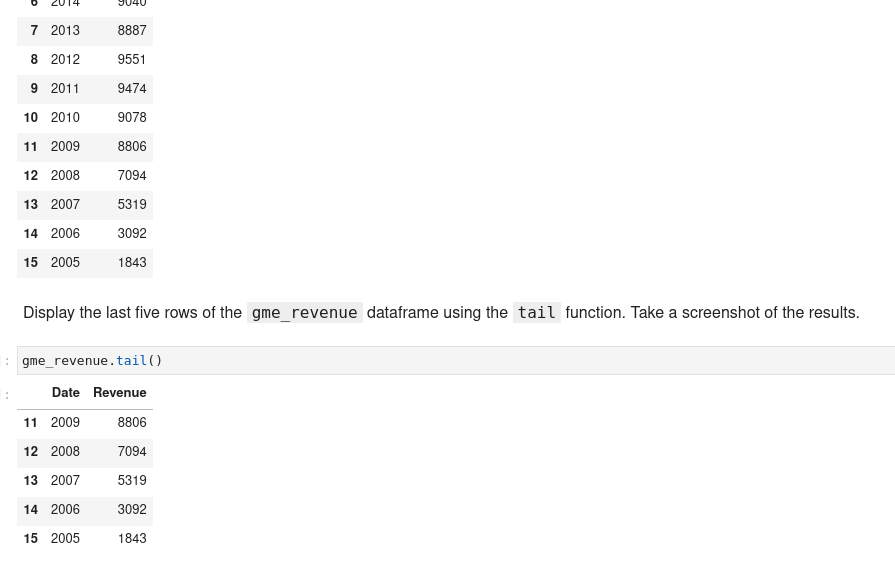 6 2014 9040
7 2013 8887
8 2012 9551
9 2011 9474
10 2010 9078
11 2009 8806
12 2008 7094
13 2007 5319
14 2006 3092
15 2005 1843
Display the last five rows of the gme_revenue dataframe using the tail function. Take a screenshot of the results.
]: gme_revenue.tail()
]:
Date Revenue
11 2009 8806
12 2008 7094
13 2007 5319
14 2006 3092
15 2005 1843